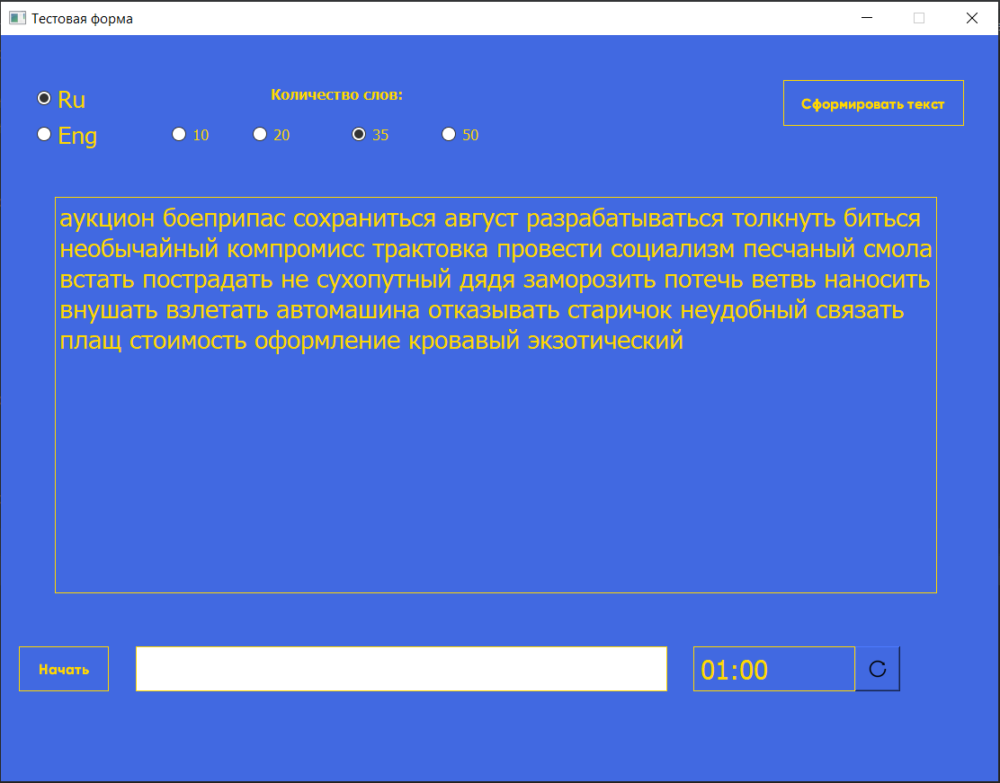 Тестовая форма
Ru
Количество слов:
Сформировать текст
Eng
10
20
35
50
аукцион боеприпас сохраниться август разрабатываться толкнуть биться
необычайный компромисс трактовка провести социализм песчаный смола
встать пострадать не сухопутный дядя заморозить потечь ветвь наносить
внушать взлетать автомашина отказывать старичок неудобный связать
плащ стоимость оформление кровавый экзотический
Начать
01:00